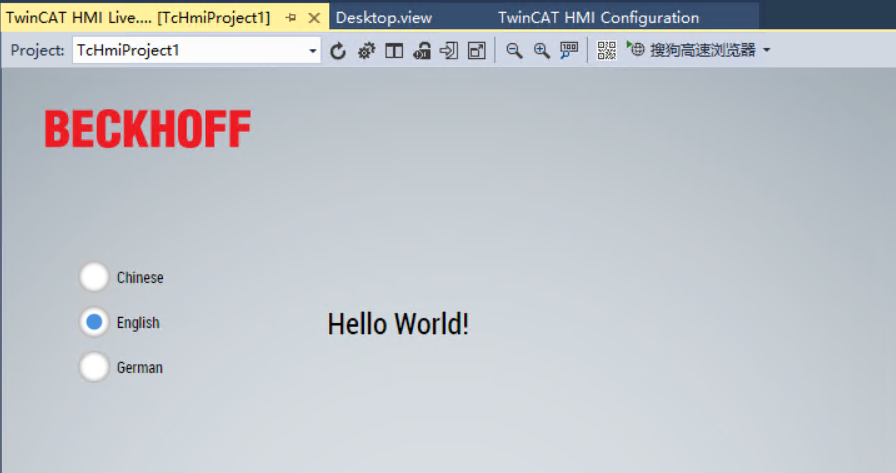 TwinCAT HMI Live.... [TcHmiProject1] Desktop.view TwinCAT HMI Configuration
Project: TcHmiProject1 搜狗高速浏览器
BECKHOFF
Chinese
English
Hello World!
German